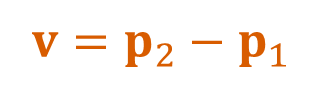 𝐯 = 𝐩₂ − 𝐩₁